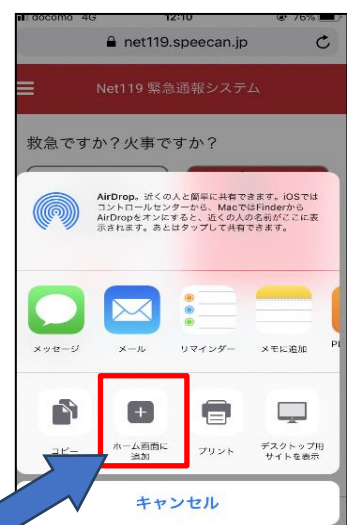 docomo 4G 12:10 76%
net119.speecan.jp
Net119 緊急通報システム
救急ですか？火事ですか？
AirDrop。近くの人と簡単に共有できます。iOSでは
コントロールセンターから、MacではFinderから
AirDropをオンにすると、近くの人の名前がここに表
示されます。あとはタップして共有できます。
メッセージ
メール
リマインダー
メモに追加
コピー
ホーム画面に
追加
プリント
デスクトップ用
サイトを表示
キャンセル